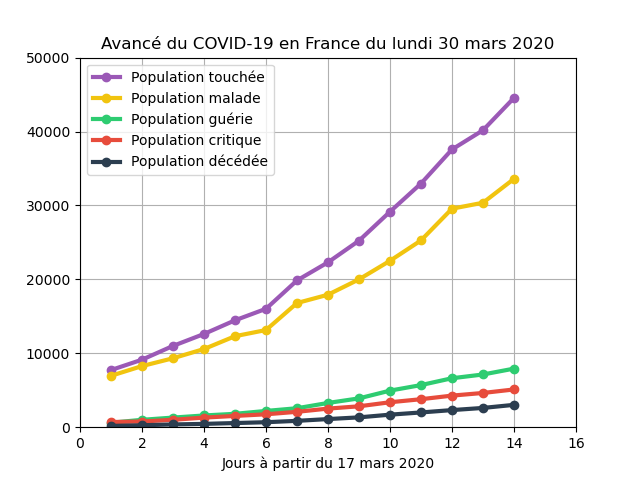 Avancé du COVID-19 en France du lundi 30 mars 2020
50000
40000
30000
20000
10000
0
Population touchée
Population malade
Population guérie
Population critique
Population décédée
0 2 4 6 8 10 12 14 16
Jours à partir du 17 mars 2020